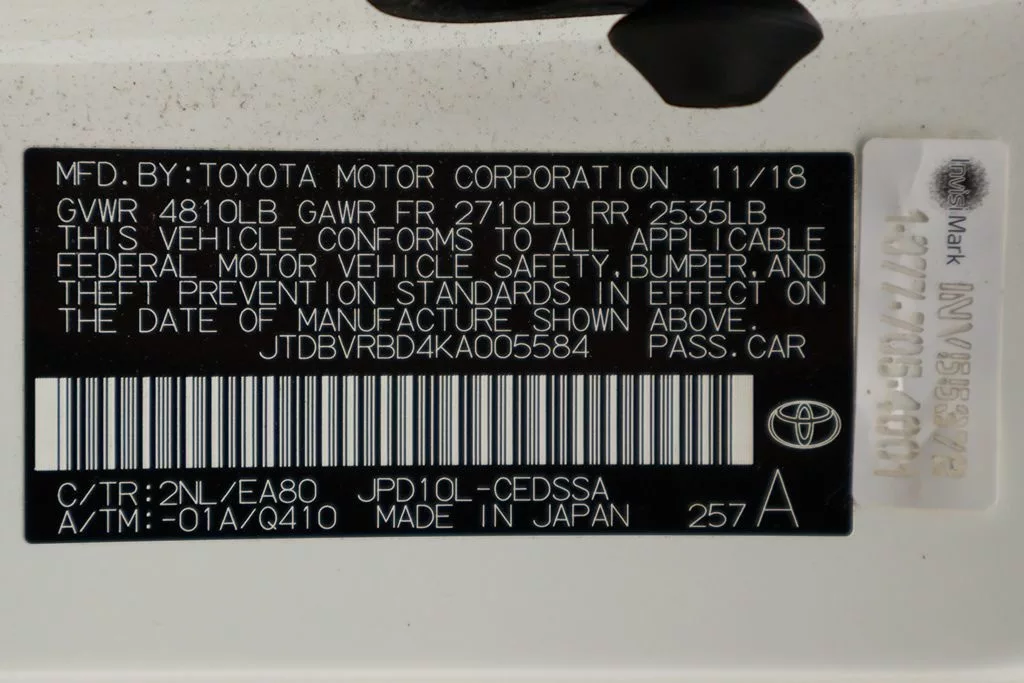 MFD. BY: TOYOTA MOTOR CORPORATION 11/18
GVWR 4810LB GAWR FR 2710LB RR 2535LB
THIS VEHICLE CONFORMS TO ALL APPLICABLE
FEDERAL MOTOR VEHICLE SAFETY, BUMPER, AND
THEFT PREVENTION STANDARDS IN EFFECT ON
THE DATE OF MANUFACTURE SHOWN ABOVE.
JTDBVRBD4KA005584 PASS. CAR
C/TR: 2NL/EA80 JPD10L-CEDSSA
A/TM: -01A/Q410 MADE IN JAPAN 257 A
InvisiMark